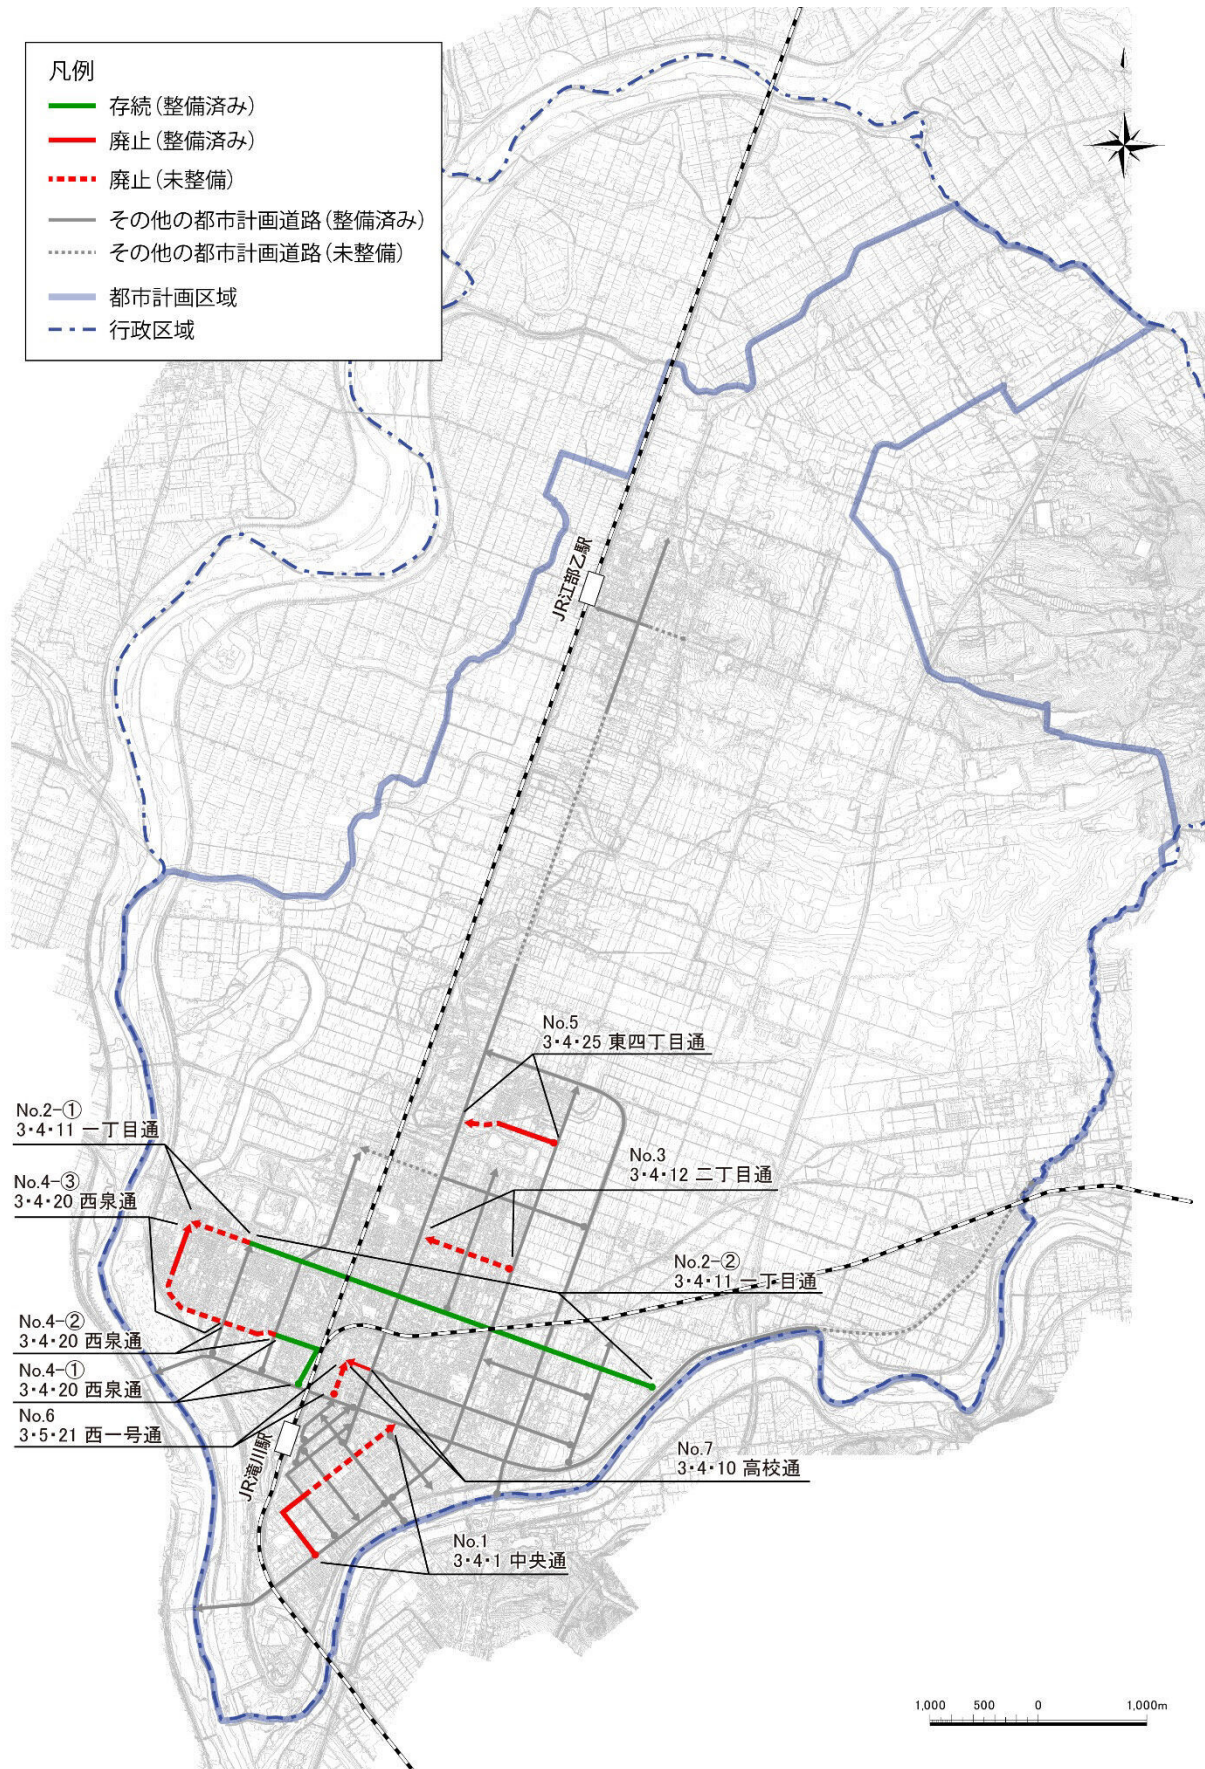 凡例
存続(整備済み)
廃止(整備済み)
廃止(未整備)
その他の都市計画道路(整備済み)
その他の都市計画道路(未整備)
都市計画区域
行政区域
JR江部乙駅
No.5
3・4・25 東四丁目通
No.2-①
3・4・11 一丁目通
No.3
3・4・12 二丁目通
No.4-③
3・4・20 西泉通
No.2-②
3・4・11 一丁目通
No.4-②
3・4・20 西泉通
No.4-①
3・4・20 西泉通
No.6
3・5・21 西一号通
JR滝川駅
No.7
3・4・10 高校通
No.1
3・4・1 中央通
1,000 500 0 1,000m